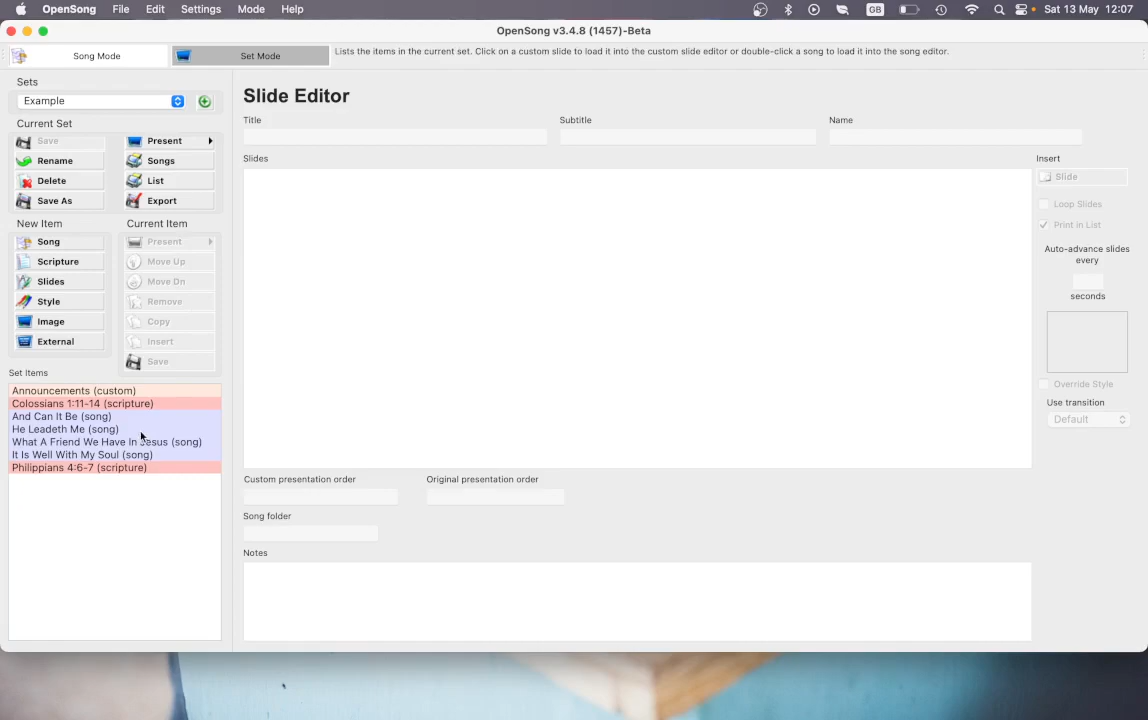 OpenSong File Edit Settings Mode Help GB Sat 13 May 12:07
OpenSong v3.4.8 (1457)-Beta
Song Mode Set Mode Lists the items in the current set. Click on a custom slide to load it into the custom slide editor or double-click a song to load it into the song editor.
Sets
Example
Current Set
Save Present
Rename Songs
Delete List
Save As Export
New Item Current Item
Song Present
Scripture Move Up
Slides Move Dn
Style Remove
Image Copy
External Insert
Save
Set Items
Announcements (custom)
Colossians 1:11-14 (scripture)
And Can It Be (song)
He Leadeth Me (song)
What A Friend We Have In Jesus (song)
It Is Well With My Soul (song)
Philippians 4:6-7 (scripture)
Slide Editor
Title Subtitle Name
Slides Insert
Slide
Loop Slides
Print In List
Auto-advance slides
every
seconds
Override Style
Use transition
Default
Custom presentation order Original presentation order
Song folder
Notes